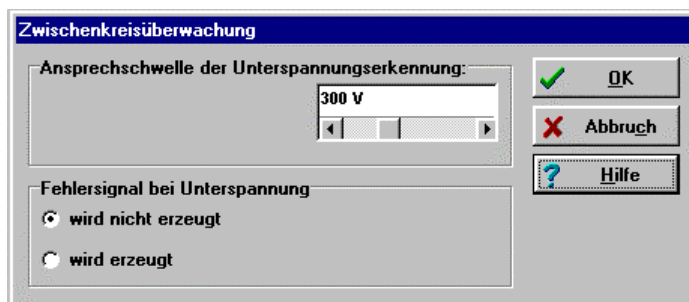 Zwischenkreisüberwachung
Ansprechschwelle der Unterspannungserkennung:
300 V
OK
Abbruch
Hilfe
Fehlersignal bei Unterspannung
wird nicht erzeugt
wird erzeugt